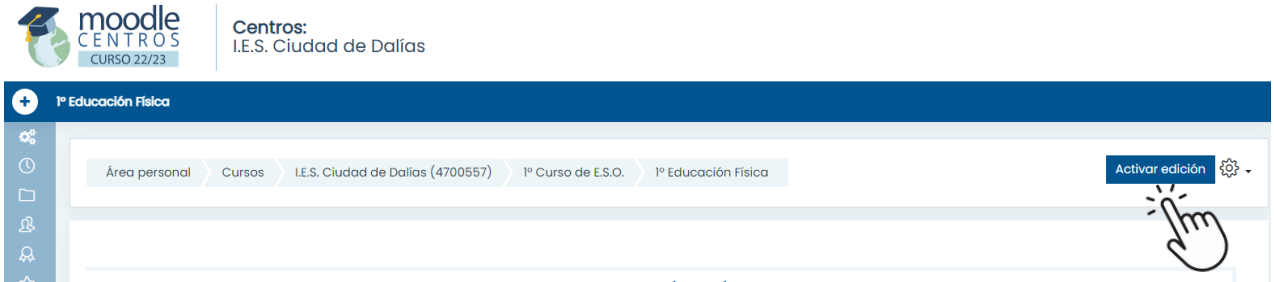 moodle
CENTROS
CURSO 22/23
Centros:
I.E.S. Ciudad de Dalías
1º Educación Física
Área personal
Cursos
I.E.S. Ciudad de Dalías (4700557)
1º Curso de E.S.O.
1º Educación Física
Activar edición